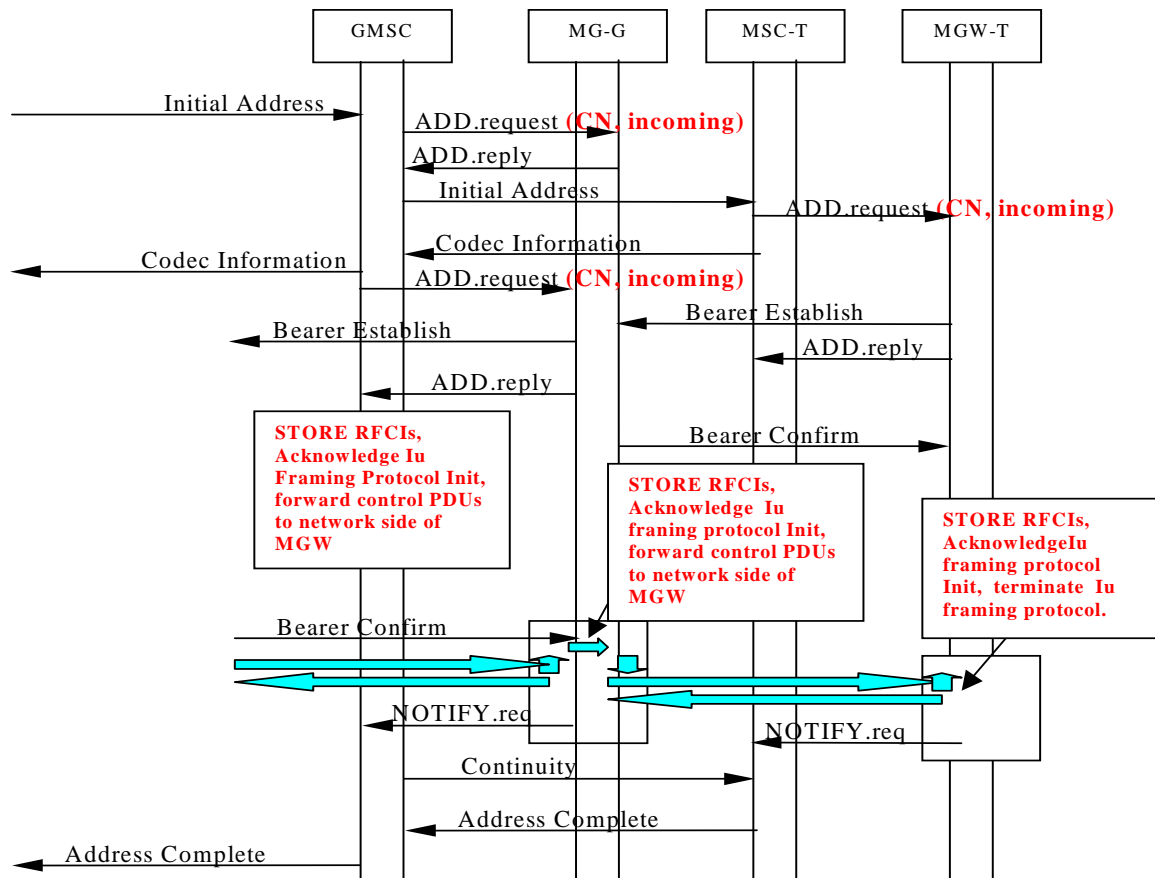 GMSC
MG-G
MSC-T
MGW-T
Initial Address
ADD.request (CN, incoming)
ADD.reply
Initial Address
ADD.request (CN, incoming)
Codec Information
Codec Information
ADD.request (CN, incoming)
Bearer Establish
Bearer Establish
ADD.reply
ADD.reply
Bearer Confirm
STORE RFCIs,
Acknowledge Iu
Framing Protocol Init,
forward control PDUs
to network side of
MGW
STORE RFCIs,
Acknowledge Iu
franing protocol Init,
forward control PDUs
to network side of
MGW
STORE RFCIs,
AcknowledgeIu
framing protocol
Init, terminate Iu
framing protocol.
Bearer Confirm
NOTIFY.req
NOTIFY.req
Continuity
Address Complete
Address Complete